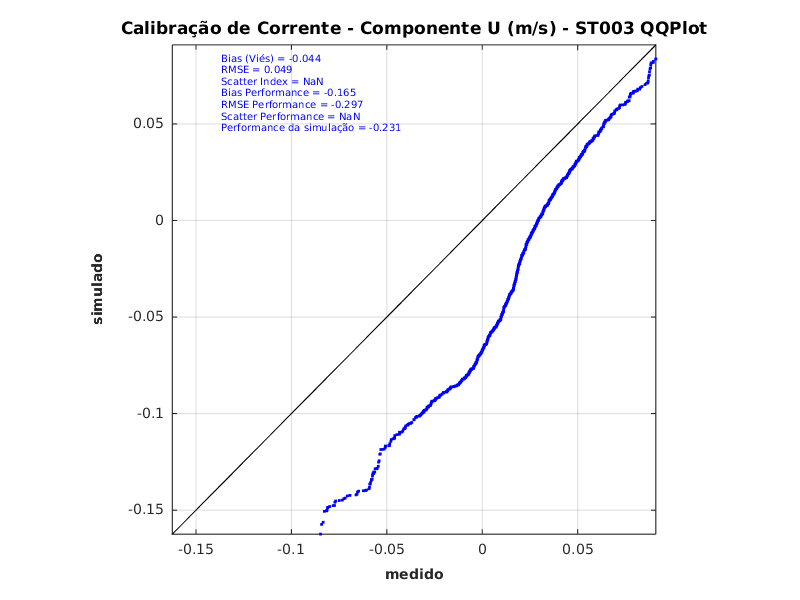 Calibração de Corrente - Componente U (m/s) - ST003 QQPlot
Bias (Viés) = -0.044
RMSE = 0.049
Scatter Index = NaN
Bias Performance = -0.165
RMSE Performance = -0.297
Scatter Performance = NaN
Performance da simulação = -0.231
0.05
0
-0.05
-0.1
-0.15
simulado
-0.15
-0.1
-0.05
0
0.05
medido